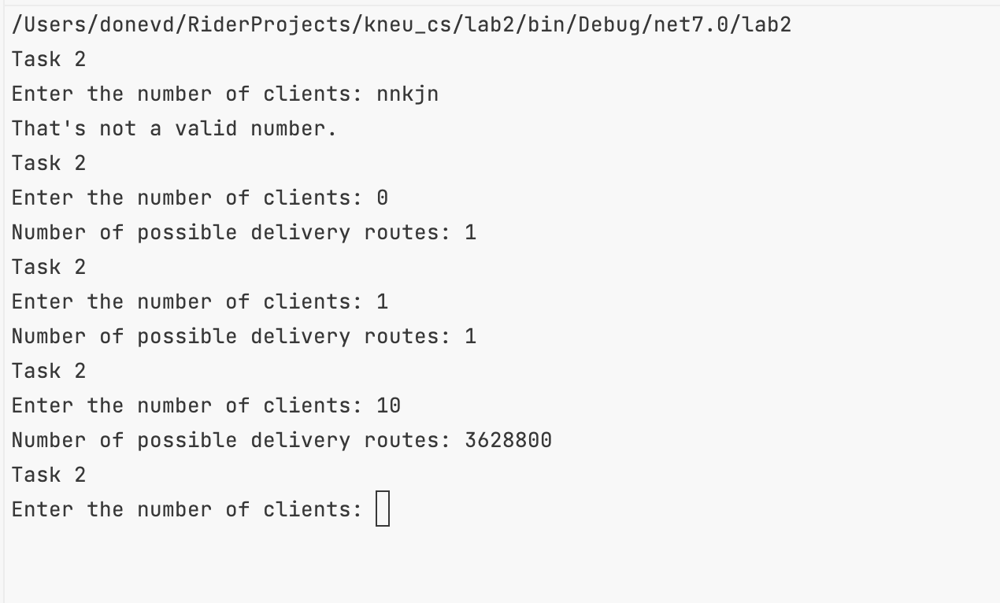 /Users/donevd/RiderProjects/kneu_cs/lab2/bin/Debug/net7.0/lab2
Task 2
Enter the number of clients: nnkjn
That's not a valid number.
Task 2
Enter the number of clients: 0
Number of possible delivery routes: 1
Task 2
Enter the number of clients: 1
Number of possible delivery routes: 1
Task 2
Enter the number of clients: 10
Number of possible delivery routes: 3628800
Task 2
Enter the number of clients: